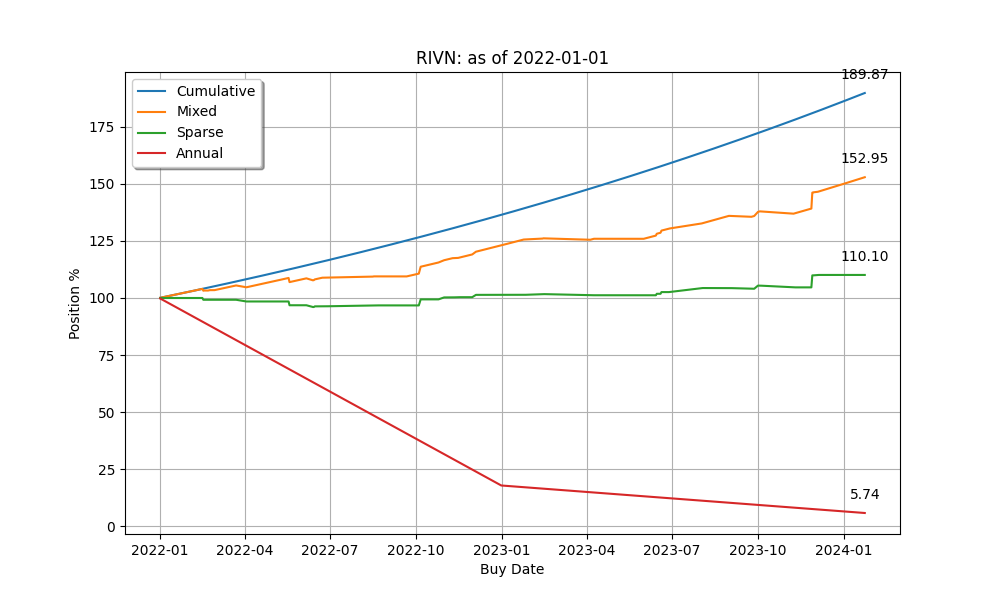 RIVN: as of 2022-01-01
189.87
Cumulative
Mixed
Sparse
Annual
152.95
110.10
5.74
175
150
125
100
75
50
25
0
Position %
2022-01 2022-04 2022-07 2022-10 2023-01 2023-04 2023-07 2023-10 2024-01
Buy Date